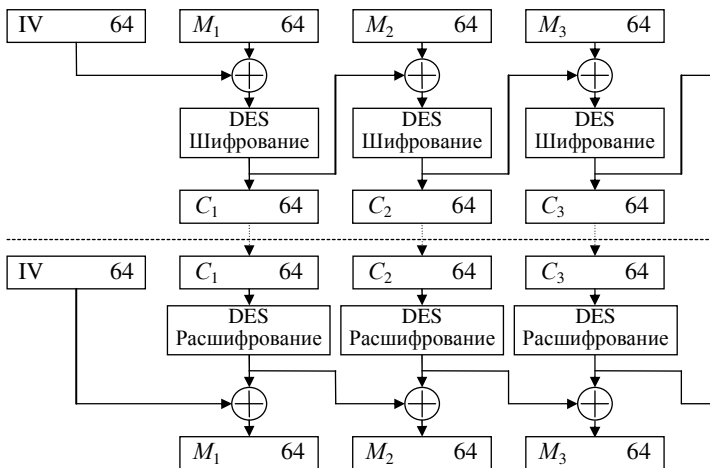 IV 64 M₁ 64 M₂ 64 M₃ 64
DES DES DES
Шифрование Шифрование Шифрование
C₁ 64 C₂ 64 C₃ 64
IV 64 C₁ 64 C₂ 64 C₃ 64
DES DES DES
Расшифрование Расшифрование Расшифрование
M₁ 64 M₂ 64 M₃ 64